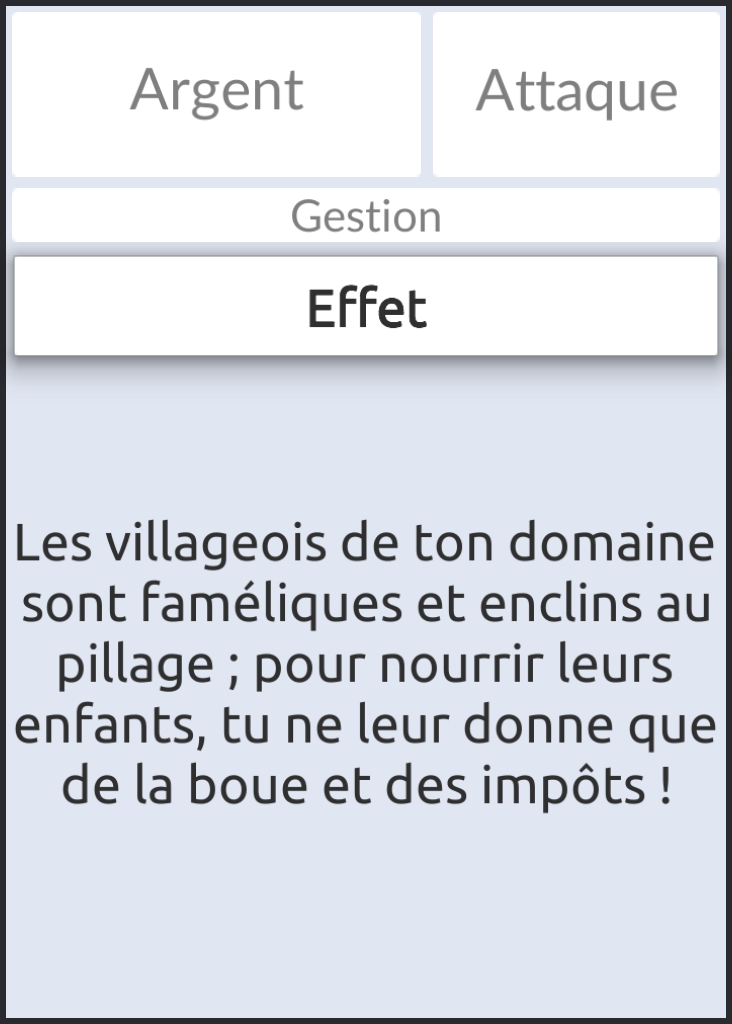 Argent
Attaque
Gestion
Effet
Les villageois de ton domaine
sont faméliques et enclins au
pillage ; pour nourrir leurs
enfants, tu ne leur donne que
de la boue et des impôts !